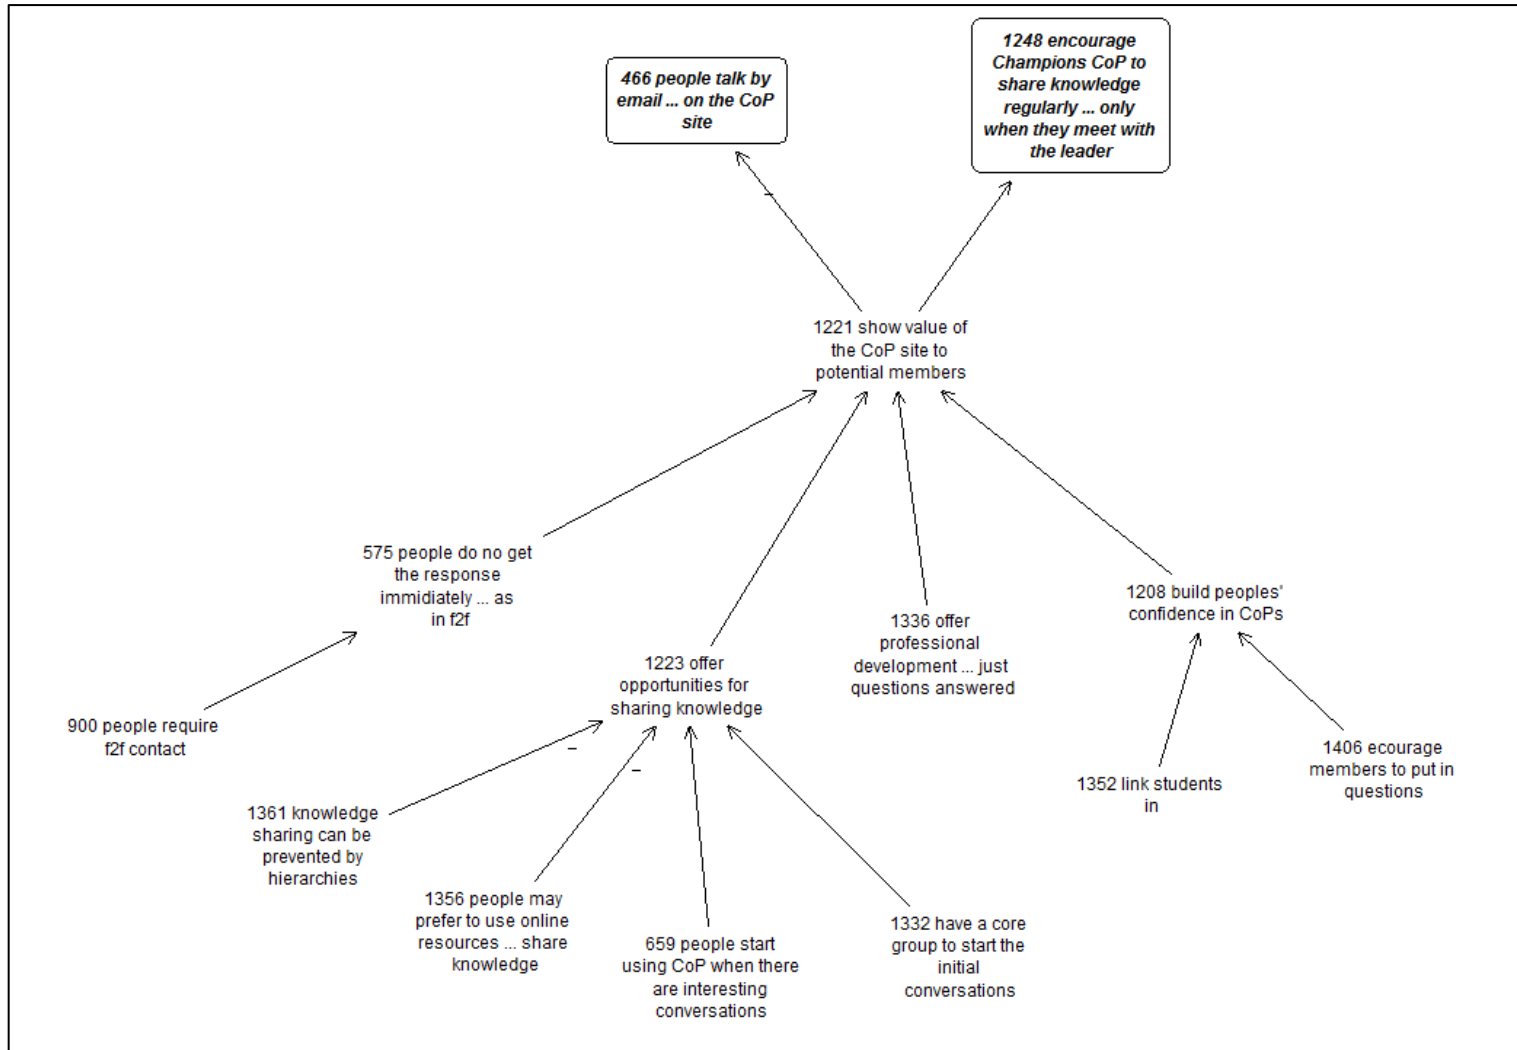 1248 encourage
Champions CoP to
share knowledge
regularly ... only
when they meet with
the leader
466 people talk by
email ... on the CoP
site
–
1221 show value of
the CoP site to
potential members
575 people do no get
the response
immidiately ... as
in f2f
1208 build peoples'
confidence in CoPs
1336 offer
professional
development ... just
questions answered
1223 offer
opportunities for
sharing knowledge
900 people require
f2f contact
–
–
1406 ecourage
members to put in
questions
1352 link students
in
1361 knowledge
sharing can be
prevented by
hierarchies
1356 people may
prefer to use online
resources ... share
knowledge
659 people start
using CoP when there
are interesting
conversations
1332 have a core
group to start the
initial
conversations